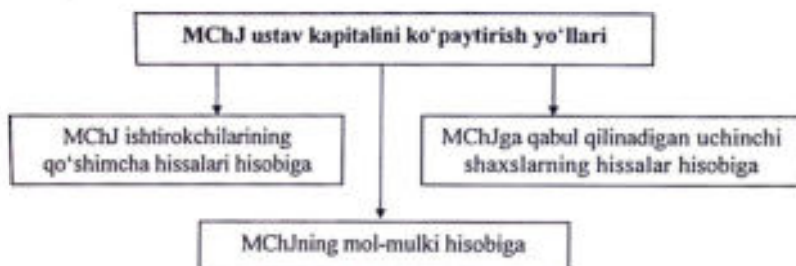 MChJ ustav kapitalini ko‘paytirish yo‘llari
MChJ ishtirokchilarining
qo‘shimcha hissalari hisobiga
MChJga qabul qilinadigan uchinchi
shaxslarning hissalar hisobiga
MChJning mol-mulki hisobiga